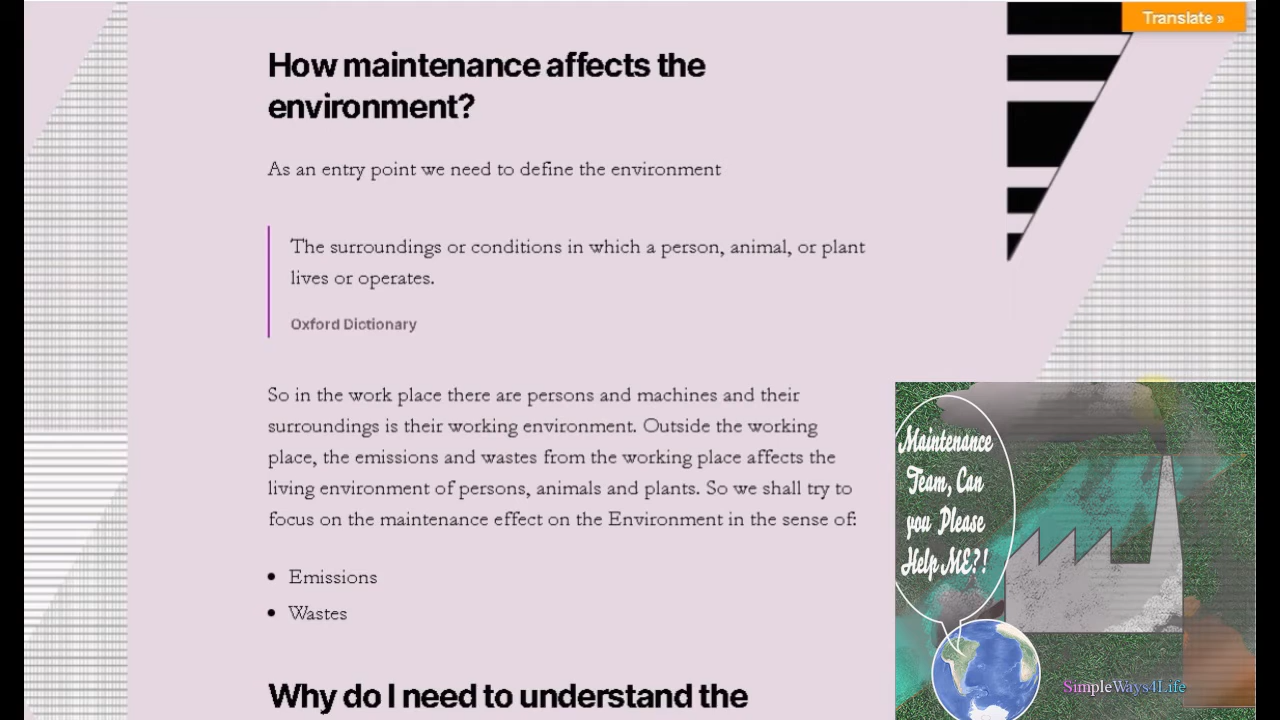 Translate »
How maintenance affects the
environment?
As an entry point we need to define the environment
The surroundings or conditions in which a person, animal, or plant
lives or operates.
Oxford Dictionary
So in the work place there are persons and machines and their
surroundings is their working environment. Outside the working
place, the emissions and wastes from the working place affects the
living environment of persons, animals and plants. So we shall try to
focus on the maintenance effect on the Environment in the sense of:
Emissions
Wastes
Why do I need to understand the
Maintenance
Team, Can
you Please
Help ME?!
SimpleWays4Life